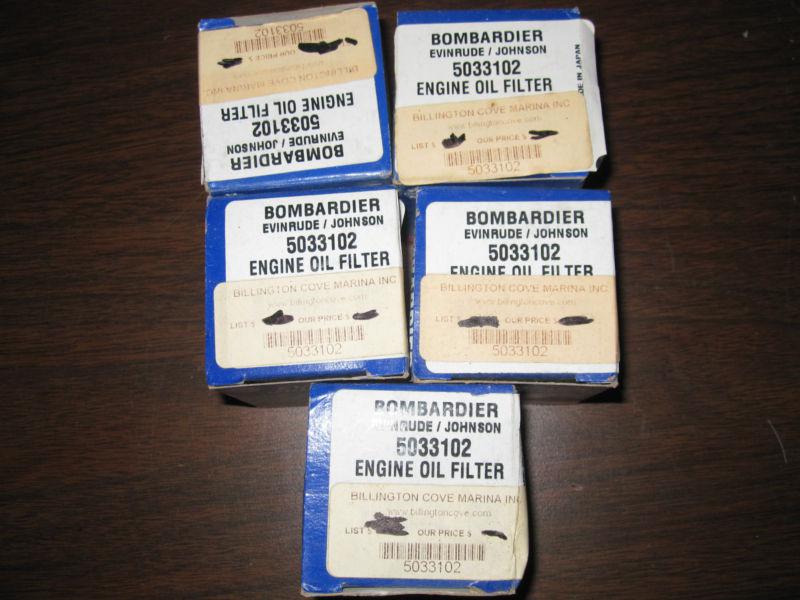 BOMBARDIER
EVINRUDE / JOHNSON
5033102
ENGINE OIL FILTER
BILLINGTON COVE MARINA INC
OUR PRICE $
5033102
BOMBARDIER
EVINRUDE / JOHNSON
5033102
ENGINE OIL FILTER
IN JAPAN
BILLINGTON COVE MARINA INC
www.billingtoncove.com
LIST $ OUR PRICE $
5033102
BOMBARDIER
EVINRUDE / JOHNSON
5033102
ENGINE OIL FILTER
BILLINGTON COVE MARINA INC
www.billingtoncove.com
LIST $ OUR PRICE $
5033102
BOMBARDIER
EVINRUDE / JOHNSON
5033102
ENGINE OIL FILTER
BILLINGTON COVE MARINA INC
www.billingtoncove.com
LIST $ OUR PRICE $
5033102
BOMBARDIER
/ JOHNSON
5033102
ENGINE OIL FILTER
BILLINGTON COVE MARINA INC
www.billingtoncove.com
LIST $ OUR PRICE $
5033102